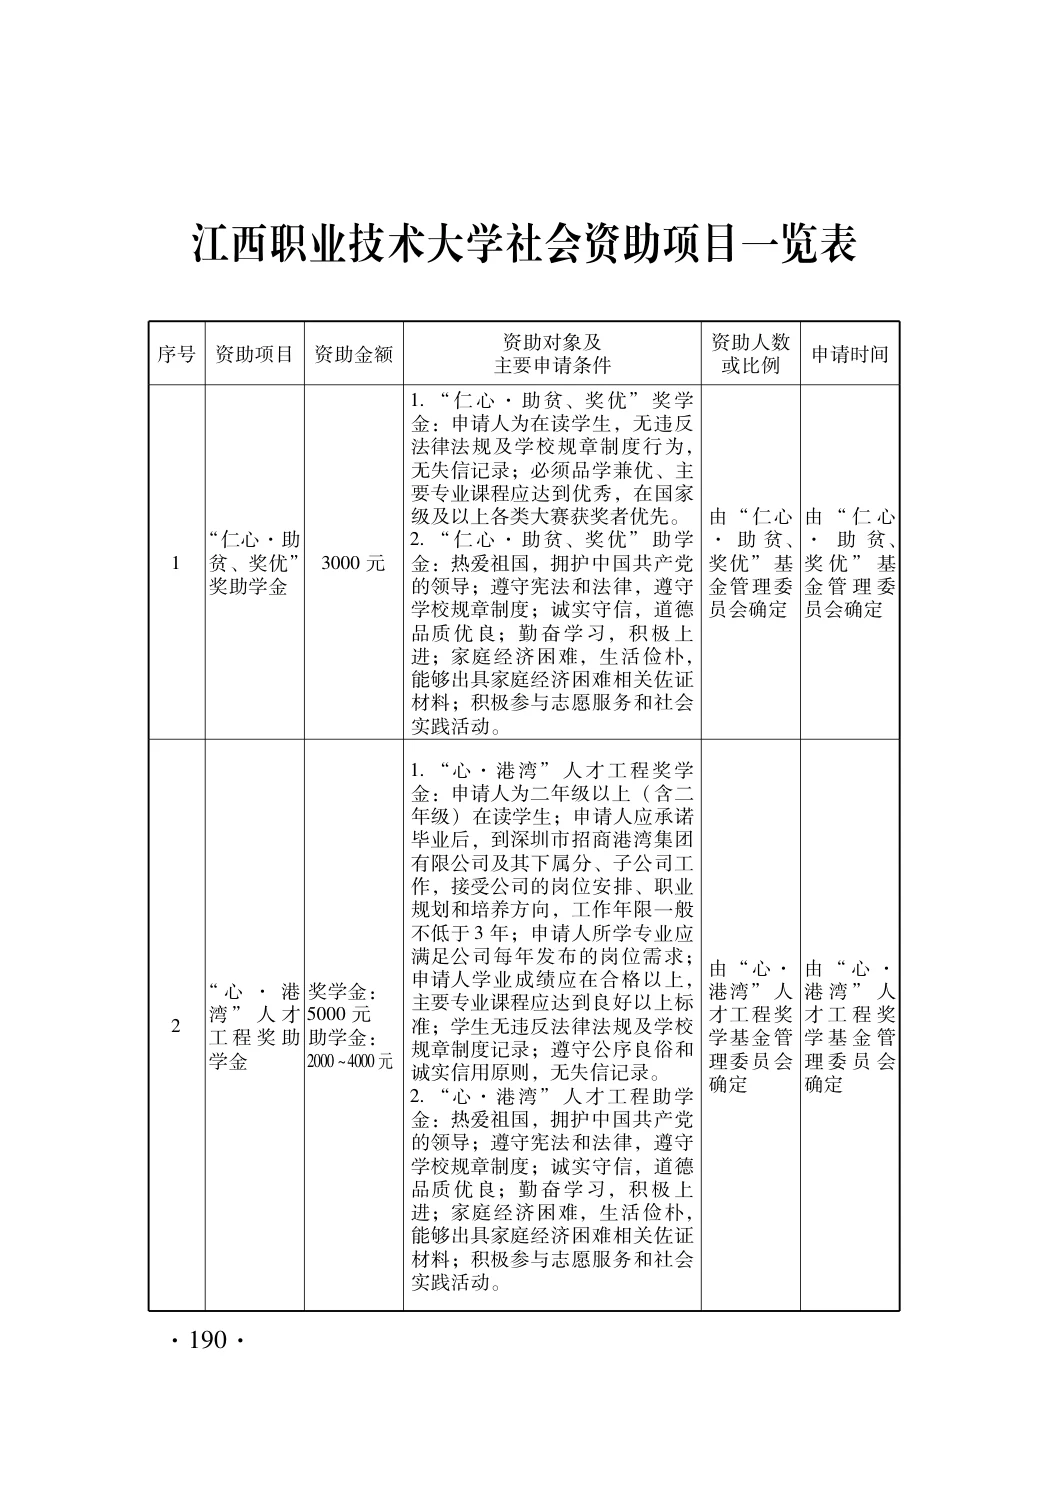 江西职业技术大学社会资助项目一览表
序号
资助项目
资助金额
资助对象及
主要申请条件
资助人数
或比例
申请时间
1
“仁心·助
贫、奖优”
奖助学金
3000 元
1. “仁心·助贫、奖优”奖学
金：申请人为在读学生，无违反
法律法规及学校规章制度行为，
无失信记录；必须品学兼优、主
要专业课程应达到优秀，在国家
级及以上各类大赛获奖者优先。
2. “仁心·助贫、奖优”助学
金：热爱祖国，拥护中国共产党
的领导；遵守宪法和法律，遵守
学校规章制度；诚实守信，道德
品质优良；勤奋学习，积极上
进；家庭经济困难，生活俭朴，
能够出具家庭经济困难相关佐证
材料；积极参与志愿服务和社会
实践活动。
由“仁心
·助贫、
奖优”基
金管理委
员会确定
由“仁心
·助贫、
奖优”基
金管理委
员会确定
2
“心·港
湾”人才
工程奖助
学金
奖学金：
5000 元
助学金：
2000~4000 元
1. “心·港湾”人才工程奖学
金：申请人为二年级以上（含二
年级）在读学生；申请人应承诺
毕业后，到深圳市招商港湾集团
有限公司及其下属分、子公司工
作，接受公司的岗位安排、职业
规划和培养方向，工作年限一般
不低于 3 年；申请人所学专业应
满足公司每年发布的岗位需求；
申请人学业成绩应在合格以上，
主要专业课程应达到良好以上标
准；学生无违反法律法规及学校
规章制度记录；遵守公序良俗和
诚实信用原则，无失信记录。
2. “心·港湾”人才工程助学
金：热爱祖国，拥护中国共产党
的领导；遵守宪法和法律，遵守
学校规章制度；诚实守信，道德
品质优良；勤奋学习，积极上
进；家庭经济困难，生活俭朴，
能够出具家庭经济困难相关佐证
材料；积极参与志愿服务和社会
实践活动。
由“心·
港湾”人
才工程奖
学基金管
理委员会
确定
由“心·
港湾”人
才工程奖
学基金管
理委员会
确定
·190·